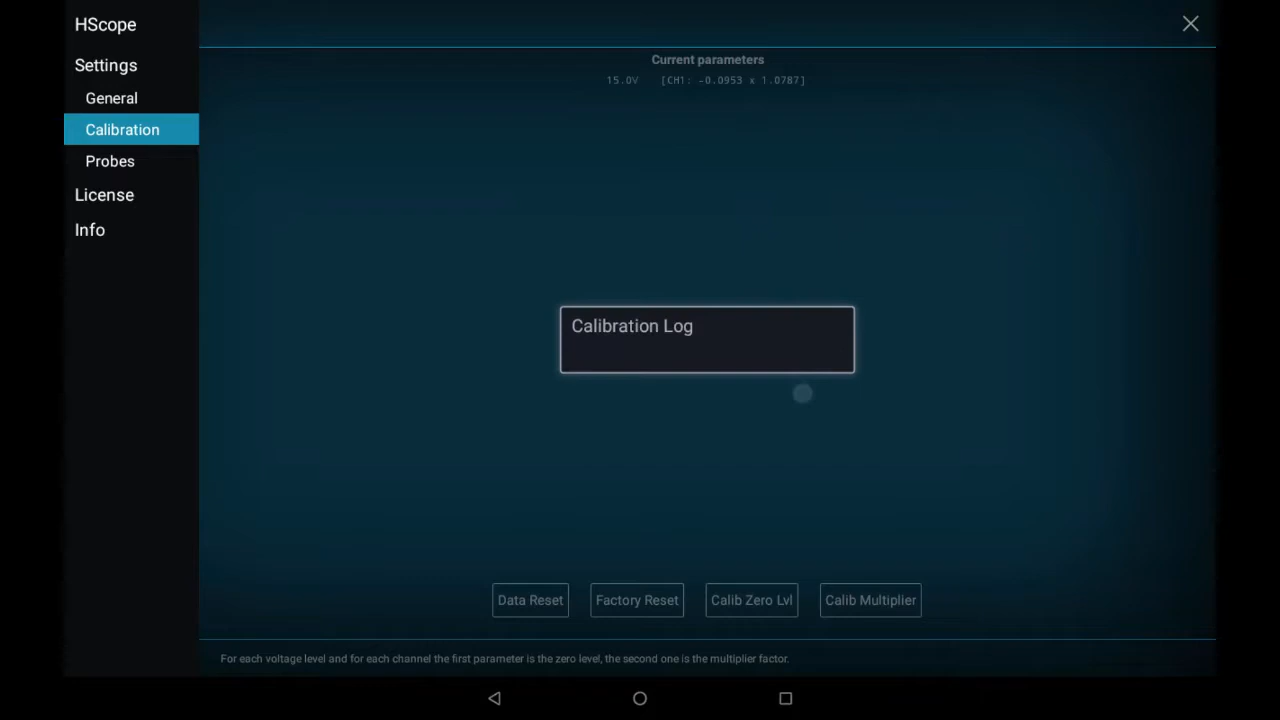 HScope
Settings
General
Calibration
Probes
License
Info
Current parameters
15.0V [CH1: -0.0953 x 1.0787]
Calibration Log
Data Reset
Factory Reset
Calib Zero Lvl
Calib Multiplier
For each voltage level and for each channel the first parameter is the zero level, the second one is the multiplier factor.